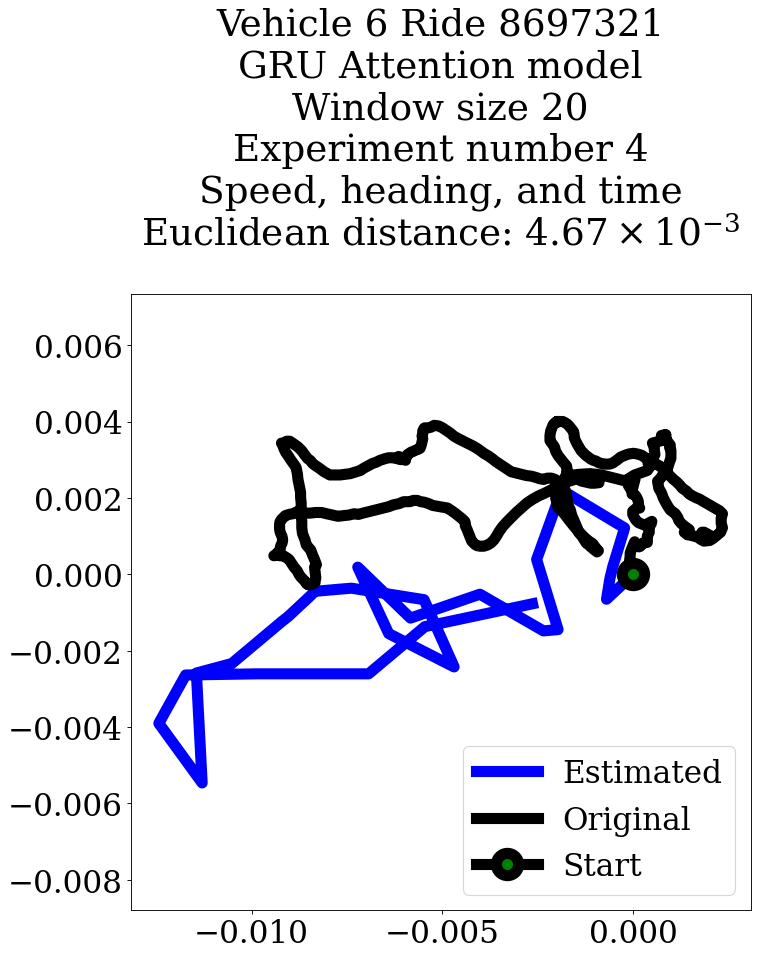 Vehicle 6 Ride 8697321
GRU Attention model
Window size 20
Experiment number 4
Speed, heading, and time
Euclidean distance: 4.67 × 10⁻³
0.006
0.004
0.002
0.000
−0.002
−0.004
−0.006
−0.008
−0.010
−0.005
0.000
Estimated
Original
Start